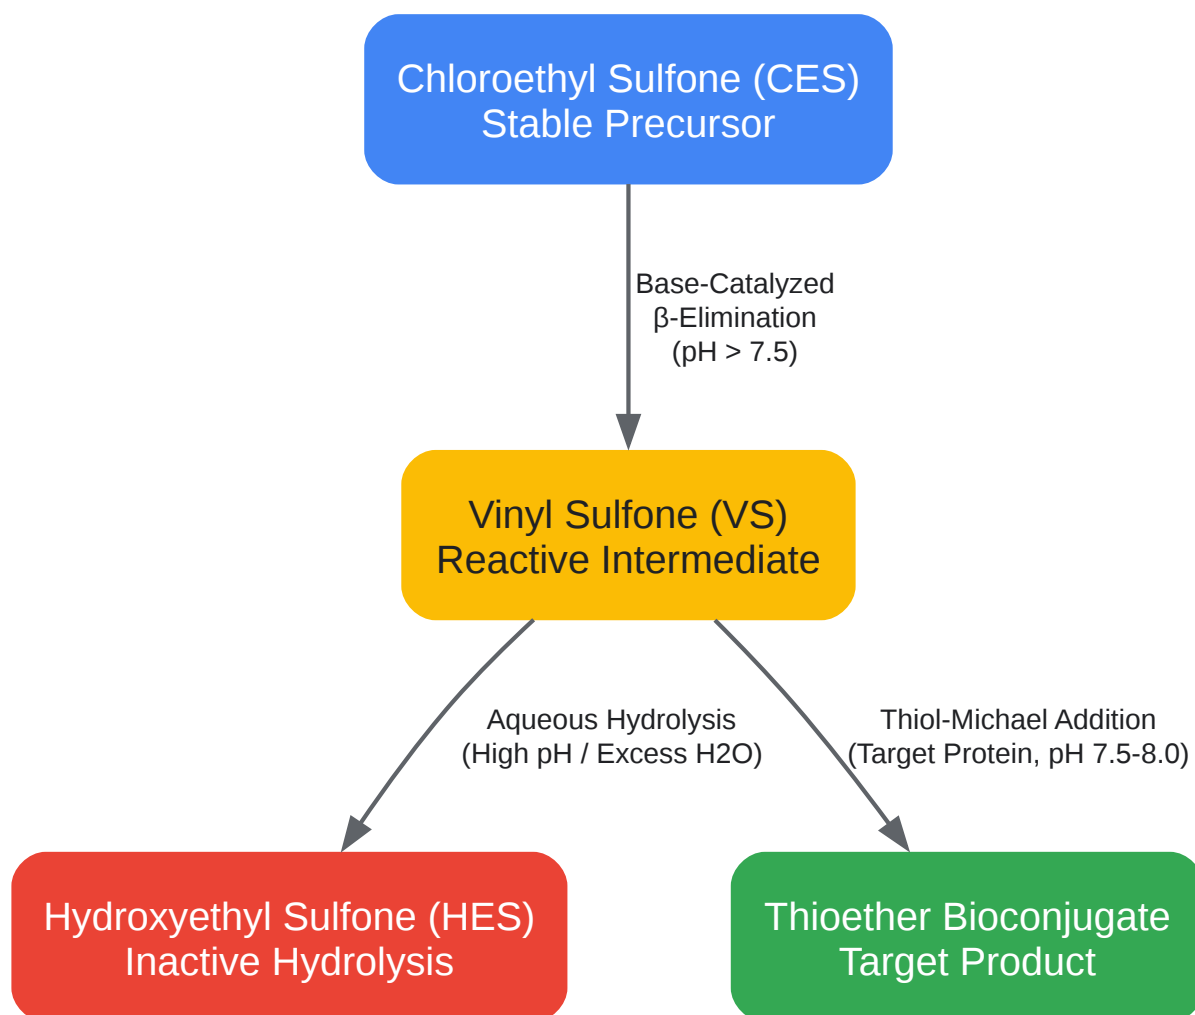 Chloroethyl Sulfone (CES)
Stable Precursor
Base-Catalyzed
β-Elimination
(pH > 7.5)
Vinyl Sulfone (VS)
Reactive Intermediate
Aqueous Hydrolysis
(High pH / Excess H2O)
Thiol-Michael Addition
(Target Protein, pH 7.5-8.0)
Hydroxyethyl Sulfone (HES)
Inactive Hydrolysis
Thioether Bioconjugate
Target Product